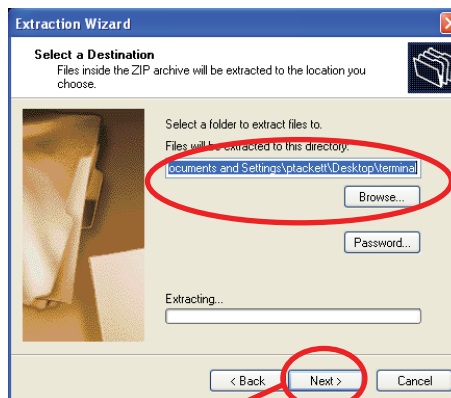 Extraction Wizard
Select a Destination
Files inside the ZIP archive will be extracted to the location you
choose.
Select a folder to extract files to.
Files will be extracted to this directory:
ocuments and Settings\ptackett\Desktop\terminal
Browse...
Password...
Extracting...
< Back
Next >
Cancel